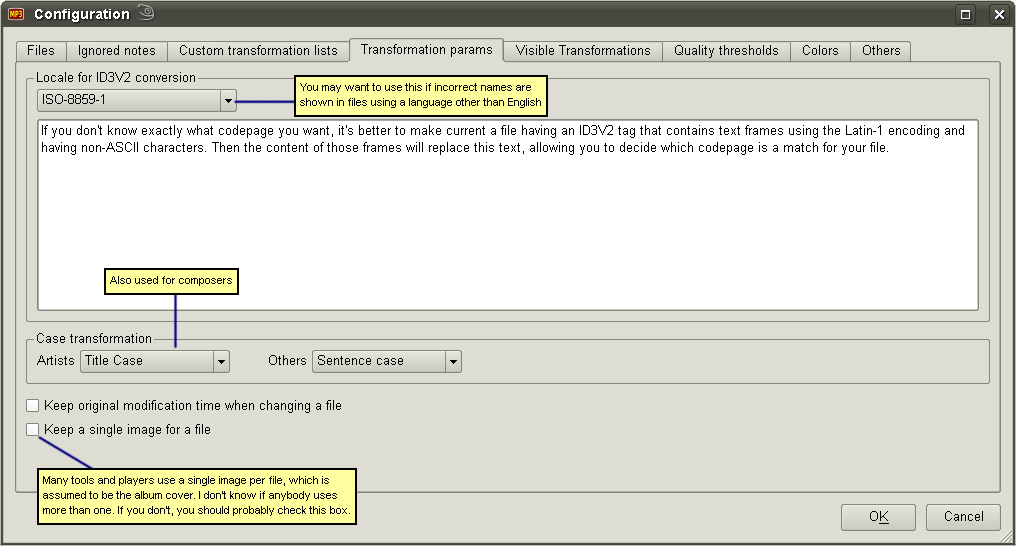 MP3 Configuration
Files Ignored notes Custom transformation lists Transformation params Visible Transformations Quality thresholds Colors Others
Locale for ID3V2 conversion
ISO-8859-1
You may want to use this if incorrect names are
shown in files using a language other than English
If you don't know exactly what codepage you want, it's better to make current a file having an ID3V2 tag that contains text frames using the Latin-1 encoding and
having non-ASCII characters. Then the content of those frames will replace this text, allowing you to decide which codepage is a match for your file.
Also used for composers
Case transformation
Artists Title Case Others Sentence case
Keep original modification time when changing a file
Keep a single image for a file
Many tools and players use a single image per file, which is
assumed to be the album cover. I don't know if anybody uses
more than one. If you don't, you should probably check this box.
OK Cancel